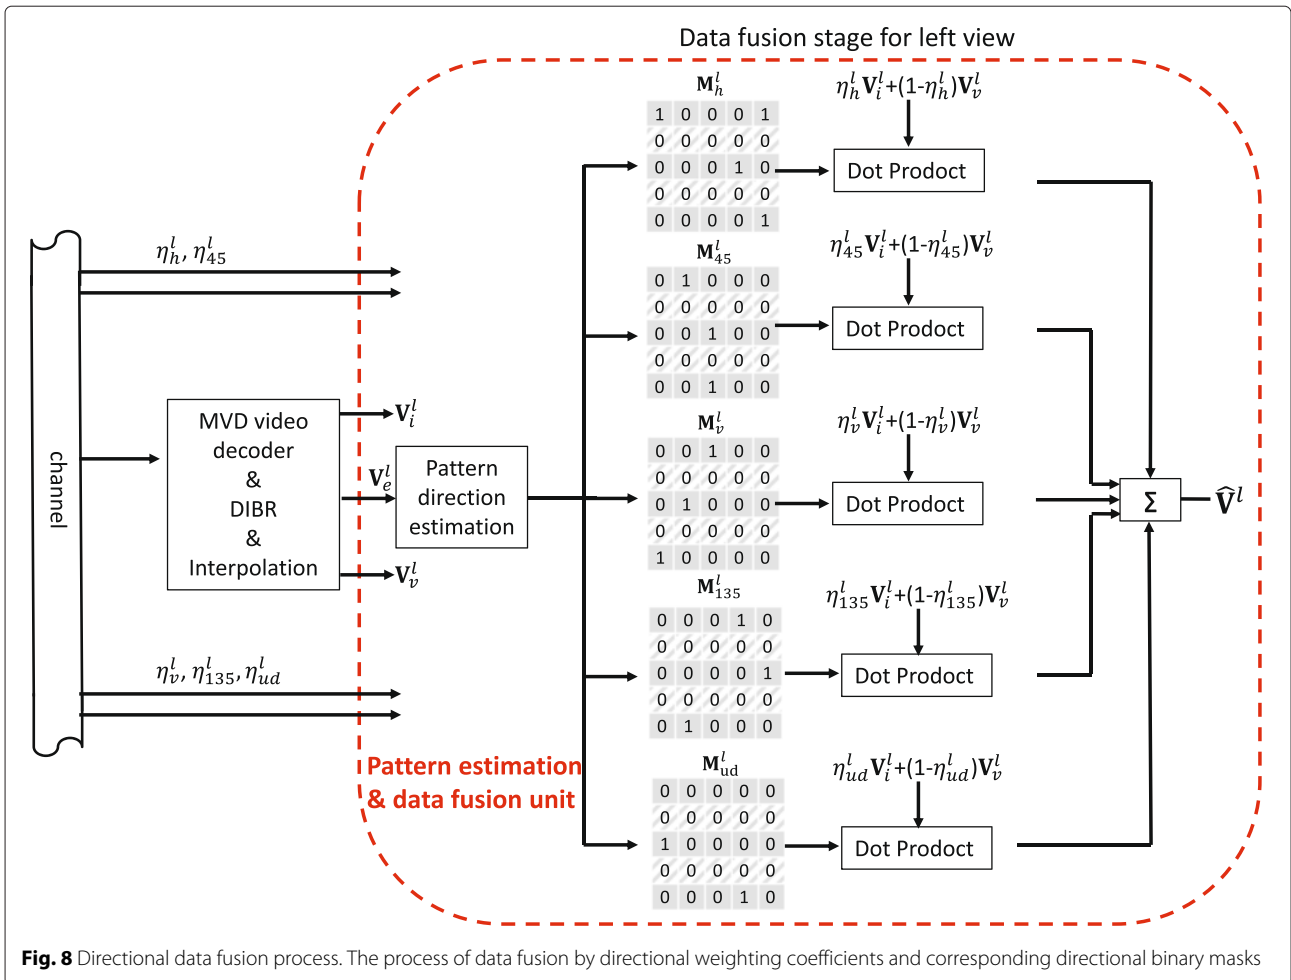 Data fusion stage for left view
M_h^l
1 0 0 0 1
0 0 0 0 0
0 0 0 1 0
0 0 0 0 0
0 0 0 0 1
η_h^l V_i^l+(1-η_h^l)V_v^l
Dot Product
M_45^l
0 1 0 0 0
0 0 0 0 0
0 0 1 0 0
0 0 0 0 0
0 0 1 0 0
η_45^l V_i^l+(1-η_45^l)V_v^l
Dot Product
η_h^l, η_45^l
channel
MVD video
decoder
&
DIBR
&
Interpolation
V_i^l
V_e^l
V_v^l
Pattern
direction
estimation
M_v^l
0 0 1 0 0
0 0 0 0 0
0 1 0 0 0
0 0 0 0 0
1 0 0 0 0
η_v^l V_i^l+(1-η_v^l)V_v^l
Dot Product
Σ
V̂^l
M_135^l
0 0 0 1 0
0 0 0 0 0
0 0 0 0 1
0 0 0 0 0
0 1 0 0 0
η_135^l V_i^l+(1-η_135^l)V_v^l
Dot Product
η_v^l, η_135^l, η_ud^l
Pattern estimation
& data fusion unit
M_ud^l
0 0 0 0 0
0 0 0 0 0
1 0 0 0 0
0 0 0 0 0
0 0 0 1 0
η_ud^l V_i^l+(1-η_ud^l)V_v^l
Dot Product
Fig. 8 Directional data fusion process. The process of data fusion by directional weighting coefficients and corresponding directional binary masks